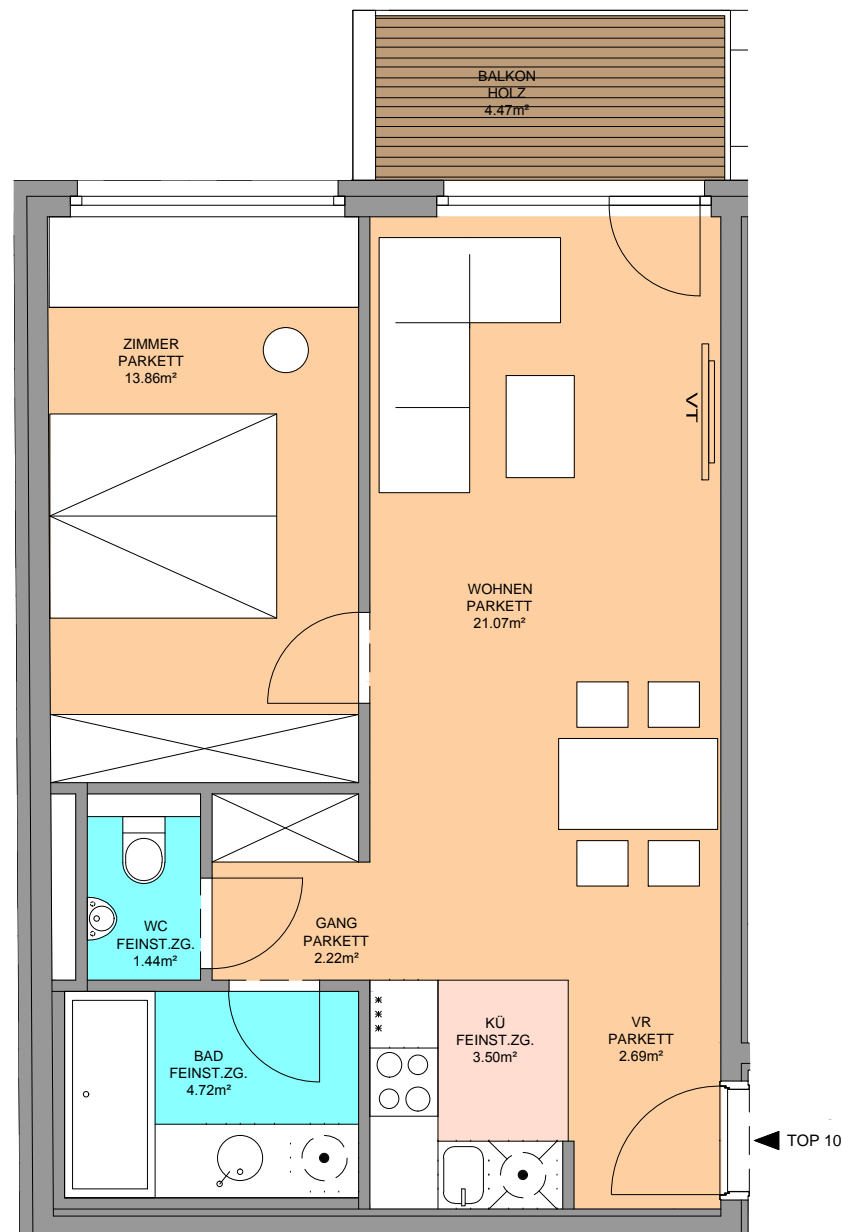 BALKON
HOLZ
4.47m²
ZIMMER
PARKETT
13.86m²
TV
WOHNEN
PARKETT
21.07m²
WC
FEINST.ZG.
1.44m²
GANG
PARKETT
2.22m²
KÜ
FEINST.ZG.
3.50m²
VR
PARKETT
2.69m²
BAD
FEINST.ZG.
4.72m²
TOP 10